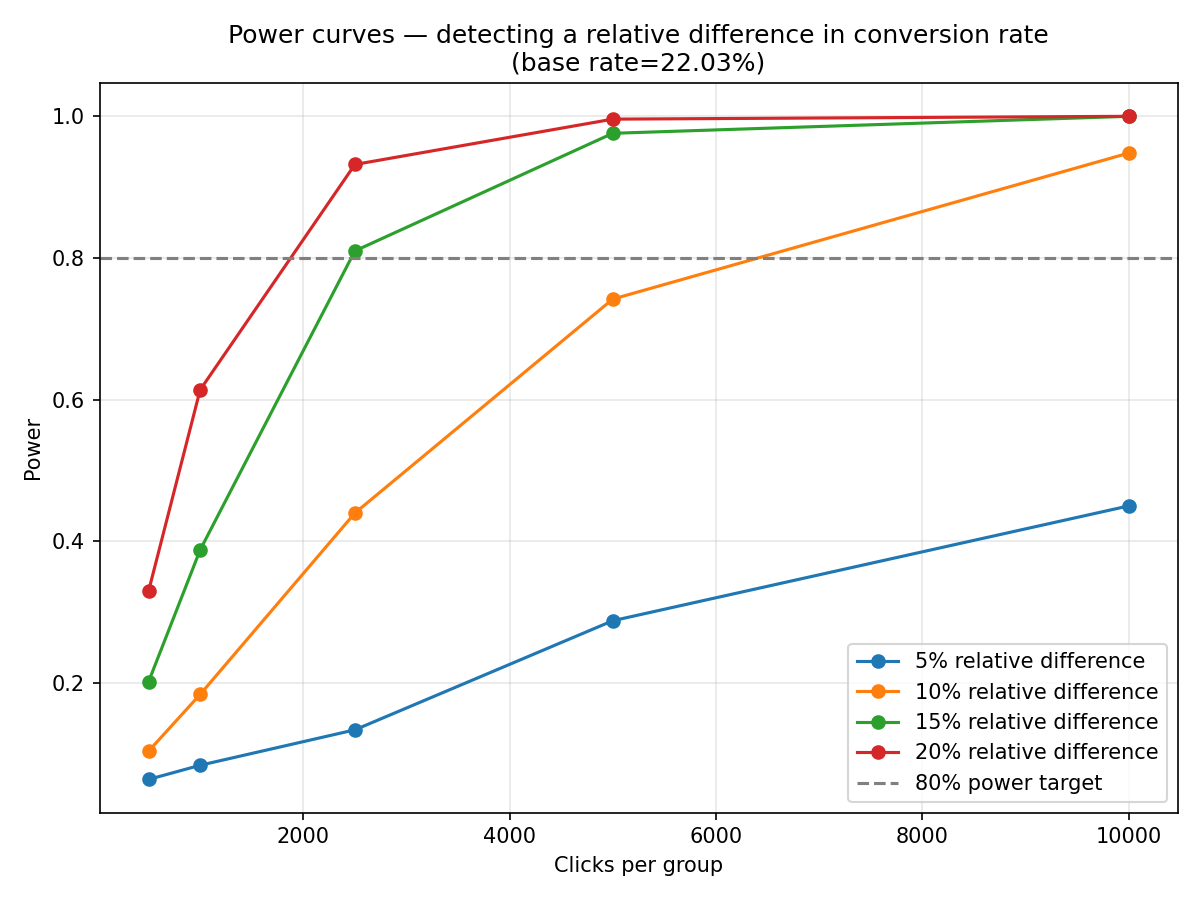 Power curves — detecting a relative difference in conversion rate
(base rate=22.03%)
1.0
0.8
0.6
0.4
0.2
Power
2000
4000
6000
8000
10000
Clicks per group
5% relative difference
10% relative difference
15% relative difference
20% relative difference
80% power target